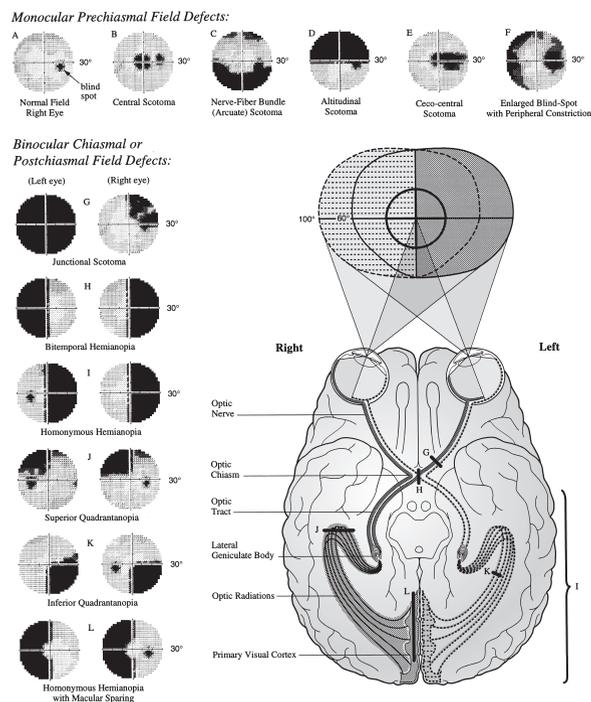 Monocular Prechiasmal Field Defects:
A
B
C
D
E
F
30°
30°
30°
30°
30°
30°
blind
spot
Normal Field
Right Eye
Central Scotoma
Nerve-Fiber Bundle
(Arcuate) Scotoma
Altitudinal
Scotoma
Ceco-central
Scotoma
Enlarged Blind-Spot
with Peripheral Constriction
Binocular Chiasmal or
Postchiasmal Field Defects:
(Left eye)
(Right eye)
G
30°
Junctional Scotoma
H
30°
Bitemporal Hemianopia
I
30°
Homonymous Hemianopia
J
30°
Superior Quadrantanopia
K
30°
Inferior Quadrantanopia
L
30°
Homonymous Hemianopia
with Macular Sparing
100°
60°
Right
Left
Optic
Nerve
G
Optic
Chiasm
H
Optic
Tract
J
Lateral
Geniculate Body
K
I
Optic Radiations
L
Primary Visual Cortex